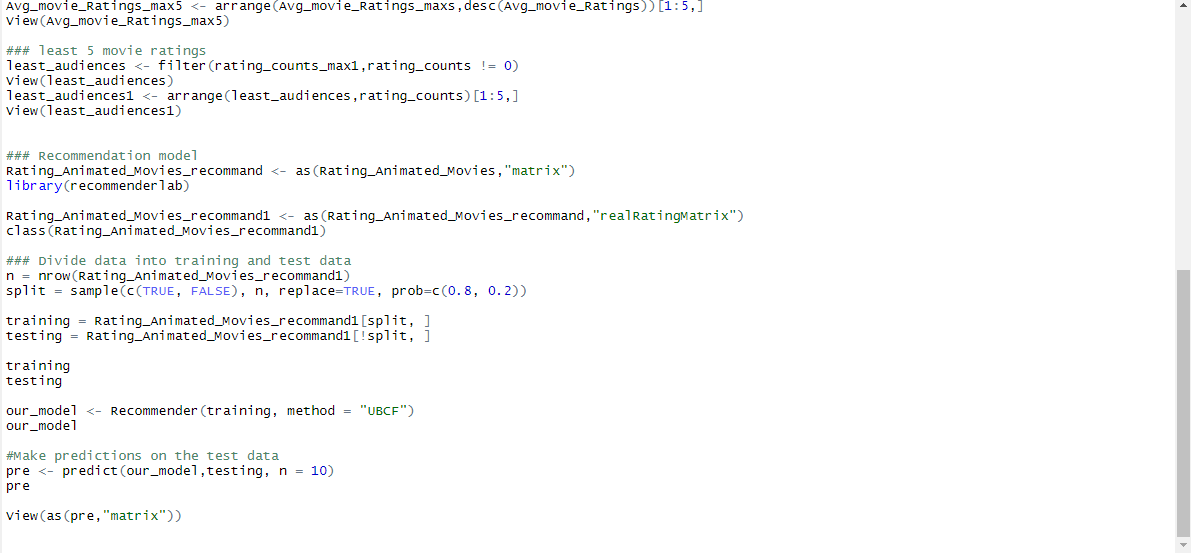 Avg_movie_Ratings_max5 <- arrange(Avg_movie_Ratings_maxs,desc(Avg_movie_Ratings))[1:5,]
View(Avg_movie_Ratings_max5)
### least 5 movie ratings
least_audiences <- filter(rating_counts_max1,rating_counts != 0)
View(least_audiences)
least_audiences1 <- arrange(least_audiences,rating_counts)[1:5,]
View(least_audiences1)
### Recommendation model
Rating_Animated_Movies_recommand <- as(Rating_Animated_Movies,"matrix")
library(recommenderlab)
Rating_Animated_Movies_recommand1 <- as(Rating_Animated_Movies_recommand,"realRatingMatrix")
class(Rating_Animated_Movies_recommand1)
### Divide data into training and test data
n = nrow(Rating_Animated_Movies_recommand1)
split = sample(c(TRUE, FALSE), n, replace=TRUE, prob=c(0.8, 0.2))
training = Rating_Animated_Movies_recommand1[split, ]
testing = Rating_Animated_Movies_recommand1[!split, ]
training
testing
our_model <- Recommender(training, method = "UBCF")
our_model
#Make predictions on the test data
pre <- predict(our_model,testing, n = 10)
pre
View(as(pre,"matrix"))